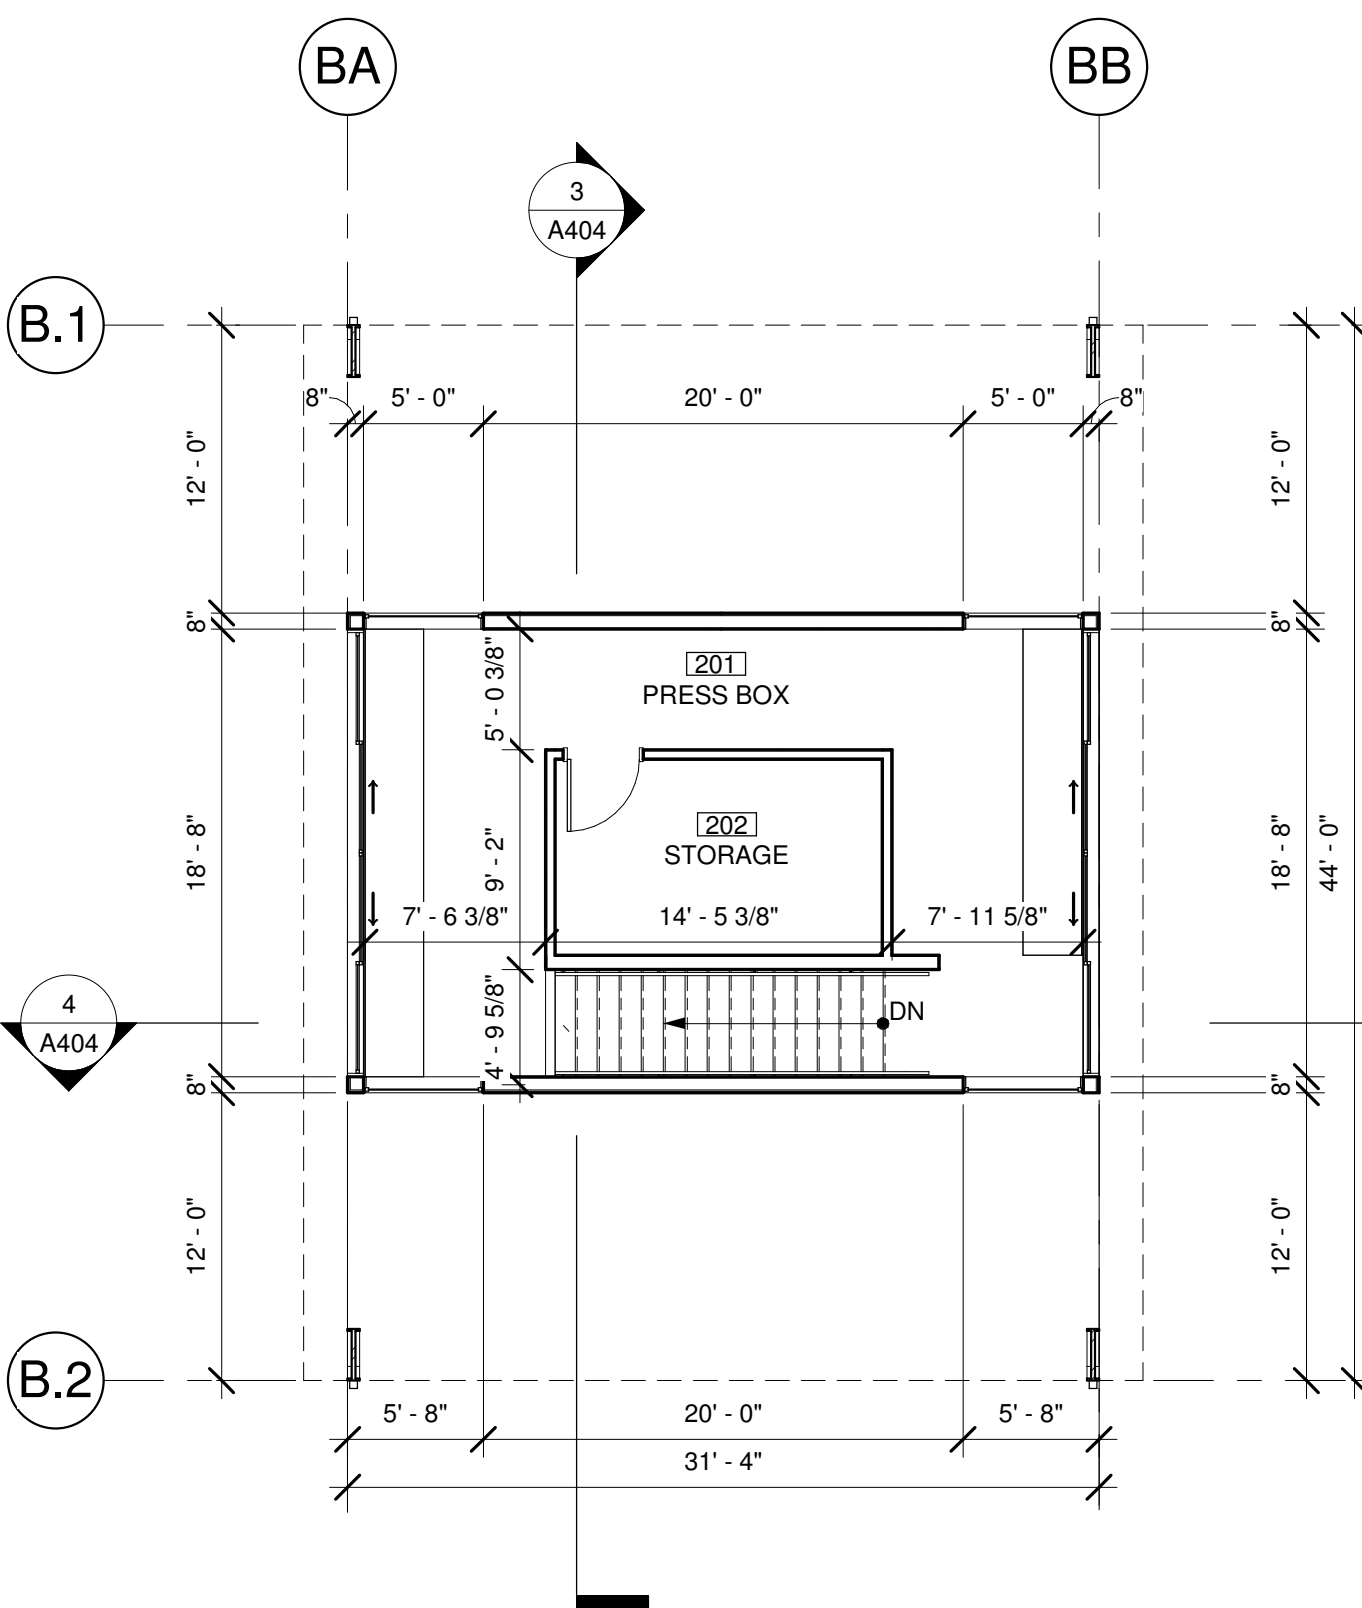 BA
BB
3
A404
B.1
8"
5' - 0"
20' - 0"
5' - 0"
8"
12' - 0"
12' - 0"
8"
8"
5' - 0 3/8"
201
PRESS BOX
202
STORAGE
18' - 8"
9' - 2"
18' - 8"
44' - 0"
7' - 6 3/8"
14' - 5 3/8"
7' - 11 5/8"
4
A404
4' - 9 5/8"
DN
8"
8"
12' - 0"
12' - 0"
B.2
5' - 8"
20' - 0"
5' - 8"
31' - 4"